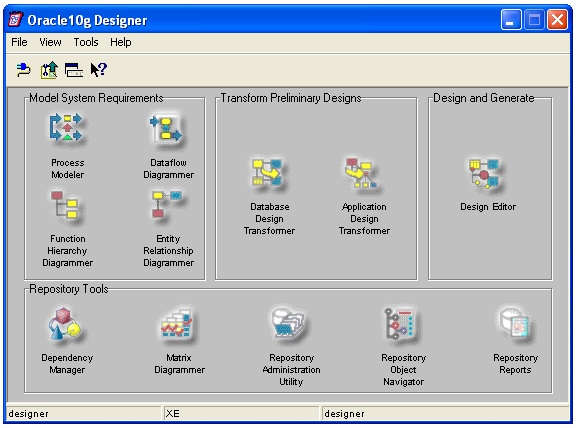 Oracle10g Designer
File View Tools Help
Model System Requirements
Process
Modeler
Dataflow
Diagrammer
Function
Hierarchy
Diagrammer
Entity
Relationship
Diagrammer
Transform Preliminary Designs
Database
Design
Transformer
Application
Design
Transformer
Design and Generate
Design Editor
Repository Tools
Dependency
Manager
Matrix
Diagrammer
Repository
Administration
Utility
Repository
Object
Navigator
Repository
Reports
designer XE designer